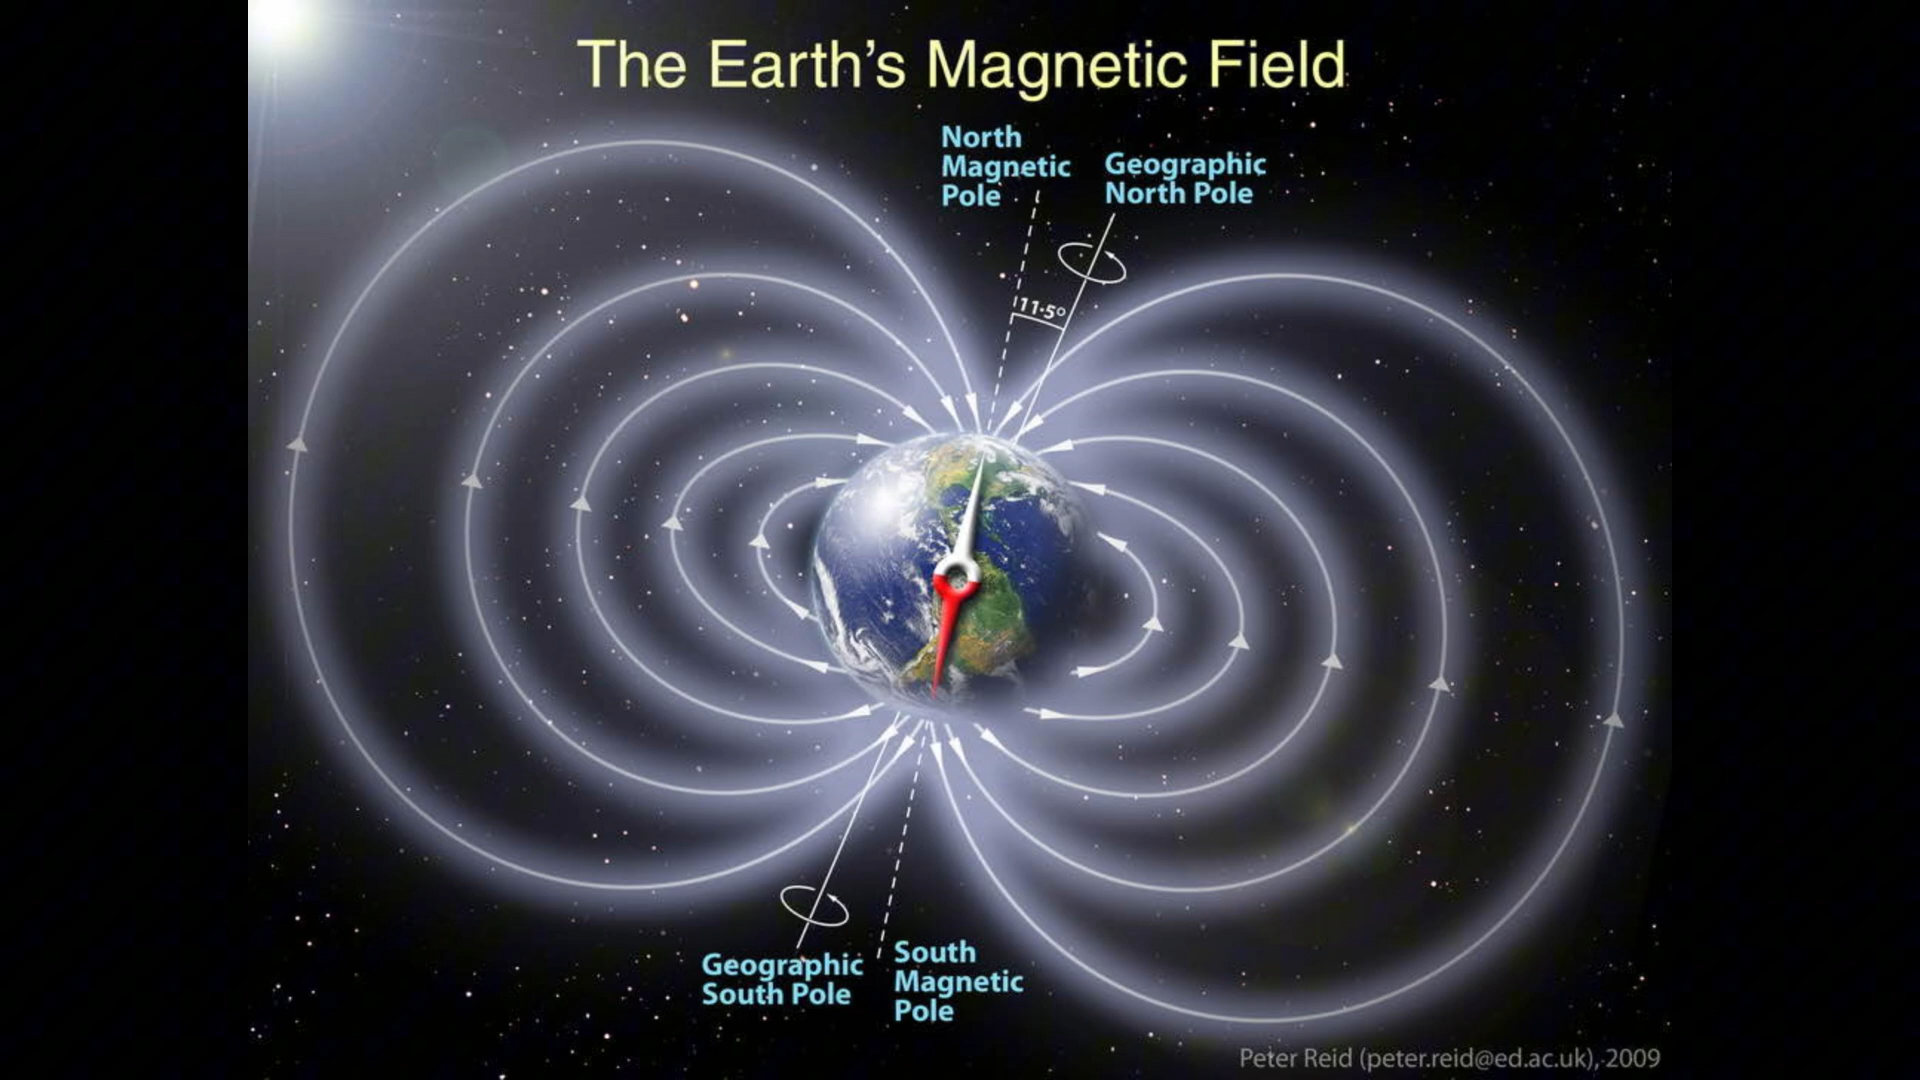 The Earth's Magnetic Field
North
Magnetic
Pole
Geographic
North Pole
11·5°
Geographic
South Pole
South
Magnetic
Pole
Peter Reid (peter.reid@ed.ac.uk), 2009